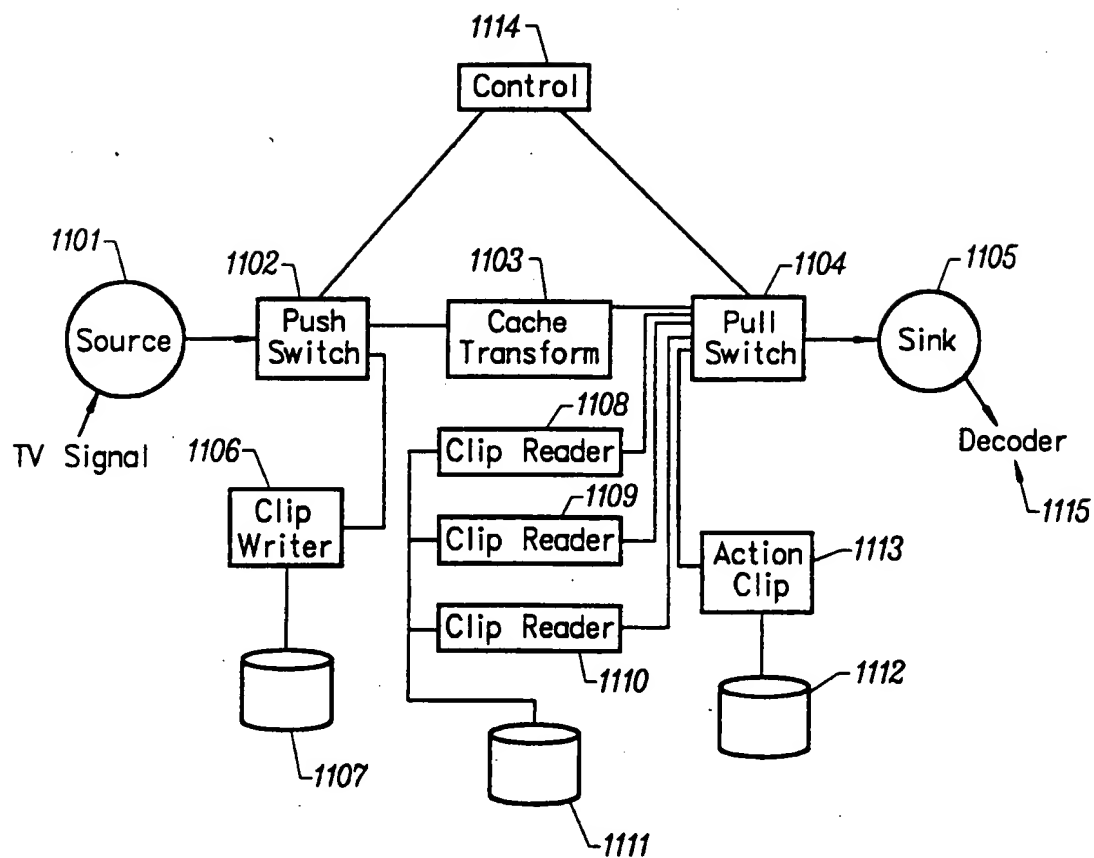 1114
Control
1101
1102
1103
1104
1105
Source
Push
Switch
Cache
Transform
Pull
Switch
Sink
TV Signal
1106
Clip
Writer
1107
1108
Clip Reader
1109
Clip Reader
Clip Reader
1110
1111
Decoder
1115
Action
Clip
1113
1112